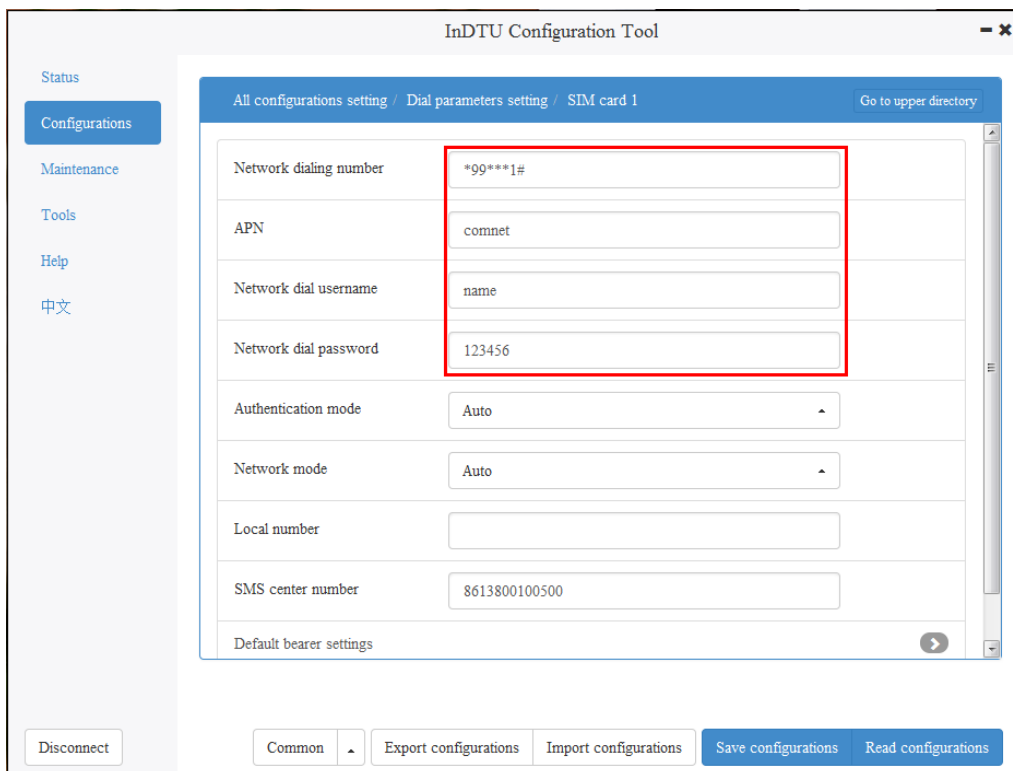 InDTU Configuration Tool
Status
Configurations
Maintenance
Tools
Help
中文
All configurations setting / Dial parameters setting / SIM card 1
Go to upper directory
Network dialing number *99***1#
APN comnet
Network dial username name
Network dial password 123456
Authentication mode Auto
Network mode Auto
Local number
SMS center number 8613800100500
Default bearer settings
Disconnect Common Export configurations Import configurations Save configurations Read configurations